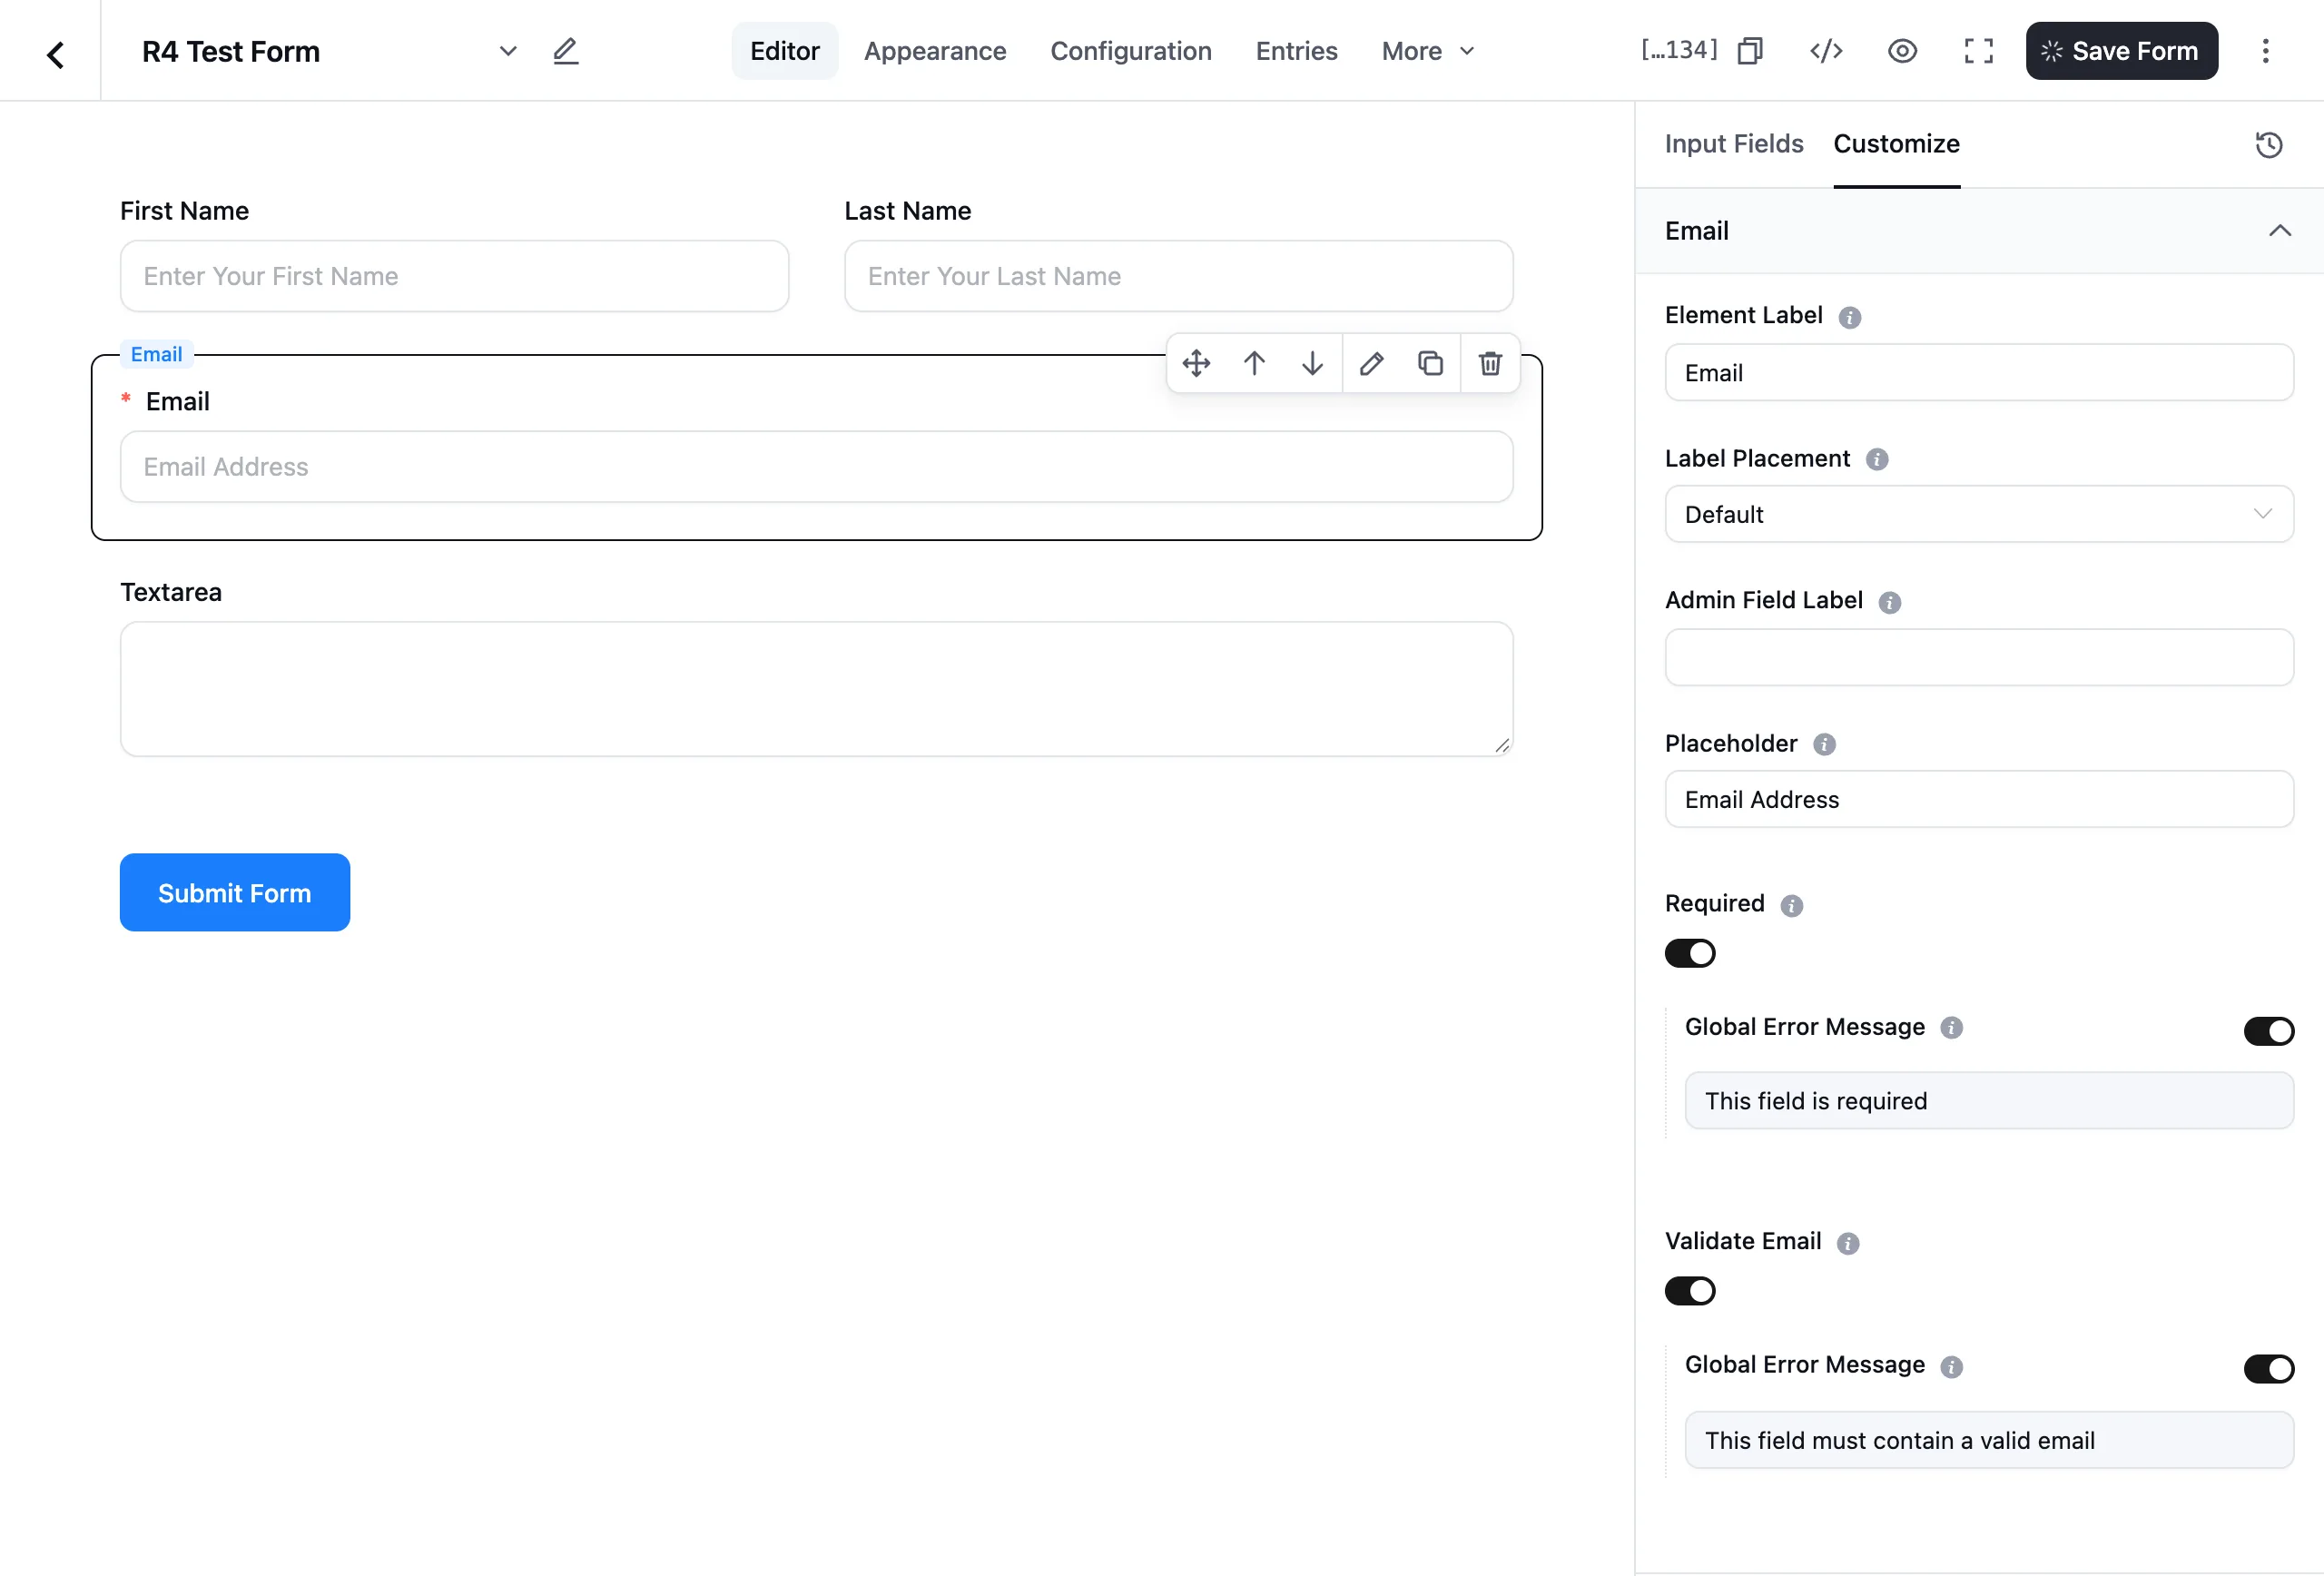 R4 Test Form
Editor
Appearance
Configuration
Entries
More
[...134]
</>
Save Form
First Name
Enter Your First Name
Last Name
Enter Your Last Name
Email
* Email
Email Address
Textarea
Submit Form
Input Fields
Customize
Email
Element Label
Email
Label Placement
Default
Admin Field Label
Placeholder
Email Address
Required
Global Error Message
This field is required
Validate Email
Global Error Message
This field must contain a valid email